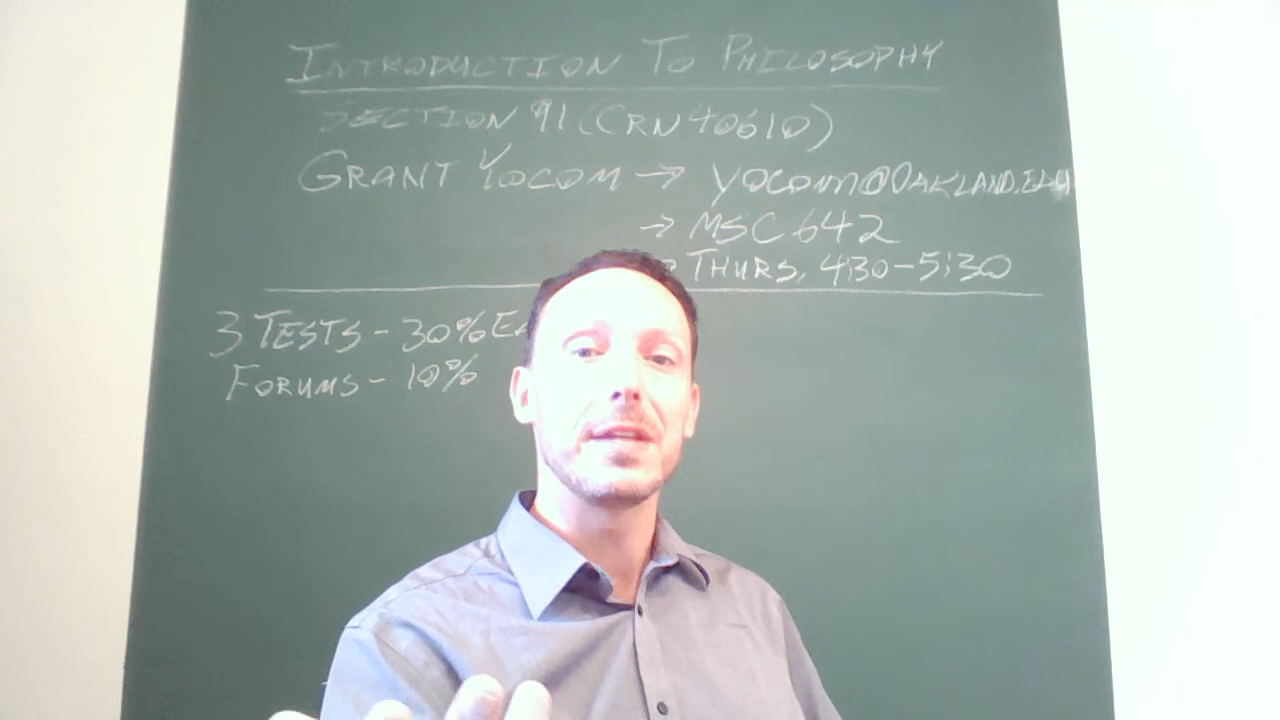 INTRODUCTION TO PHILOSOPHY
SECTION 91 (CRN 40610)
GRANT YOCOM → YOCOM@OAKLAND.EDU
→ MSC 642
THURS, 4:30-5:30
3 TESTS - 30% EA
FORUMS - 10%